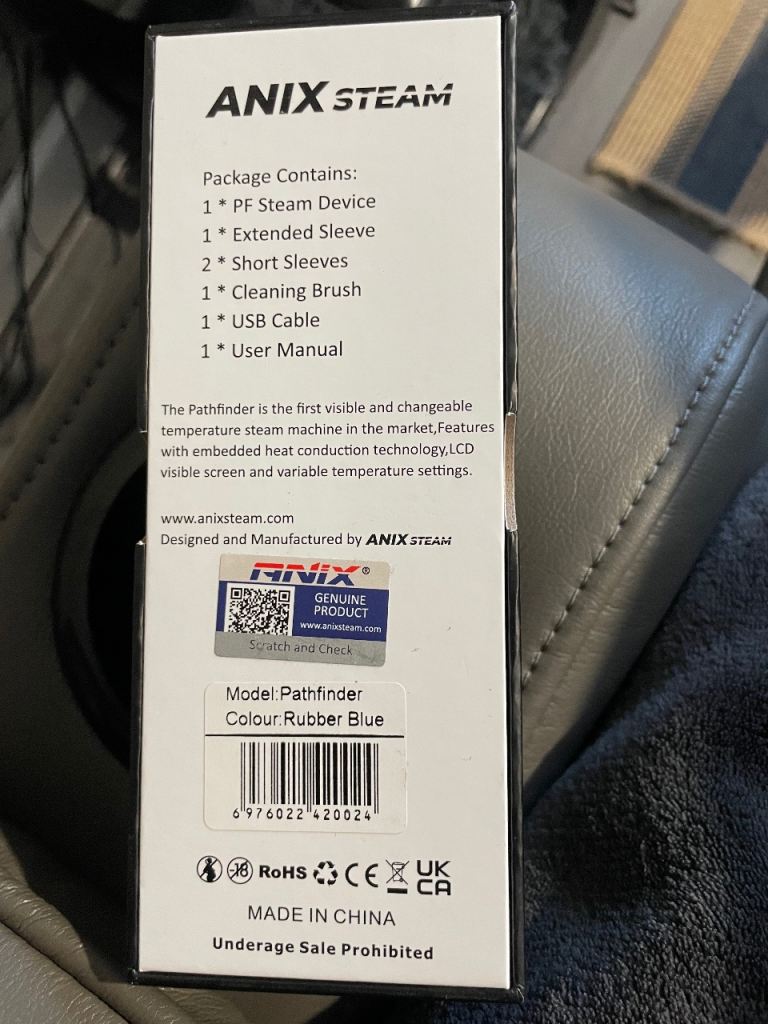 ANIX STEAM
Package Contains:
1 * PF Steam Device
1 * Extended Sleeve
2 * Short Sleeves
1 * Cleaning Brush
1 * USB Cable
1 * User Manual
The Pathfinder is the first visible and changeable
temperature steam machine in the market,Features
with embedded heat conduction technology,LCD
visible screen and variable temperature settings.
www.anixsteam.com
Designed and Manufactured by ANIX STEAM
ANIX®
GENUINE
PRODUCT
www.anixsteam.com
Scratch and Check
Model:Pathfinder
Colour:Rubber Blue
6 976022 420024
-18 RoHS CE UK
CA
MADE IN CHINA
Underage Sale Prohibited